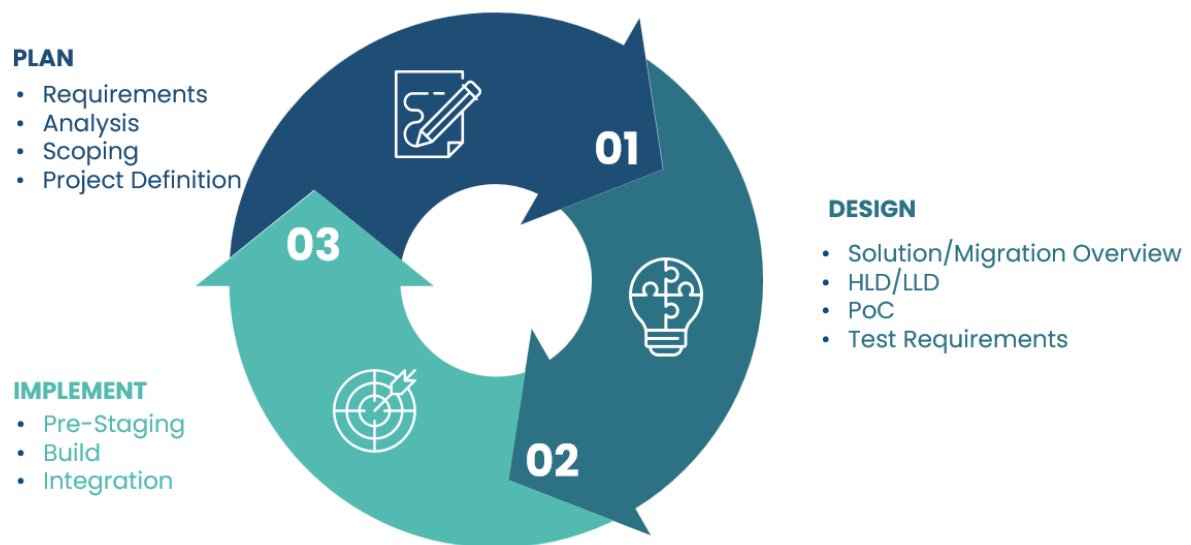 PLAN
• Requirements
• Analysis
• Scoping
• Project Definition
01
DESIGN
• Solution/Migration Overview
• HLD/LLD
• PoC
• Test Requirements
02
IMPLEMENT
• Pre-Staging
• Build
• Integration
03